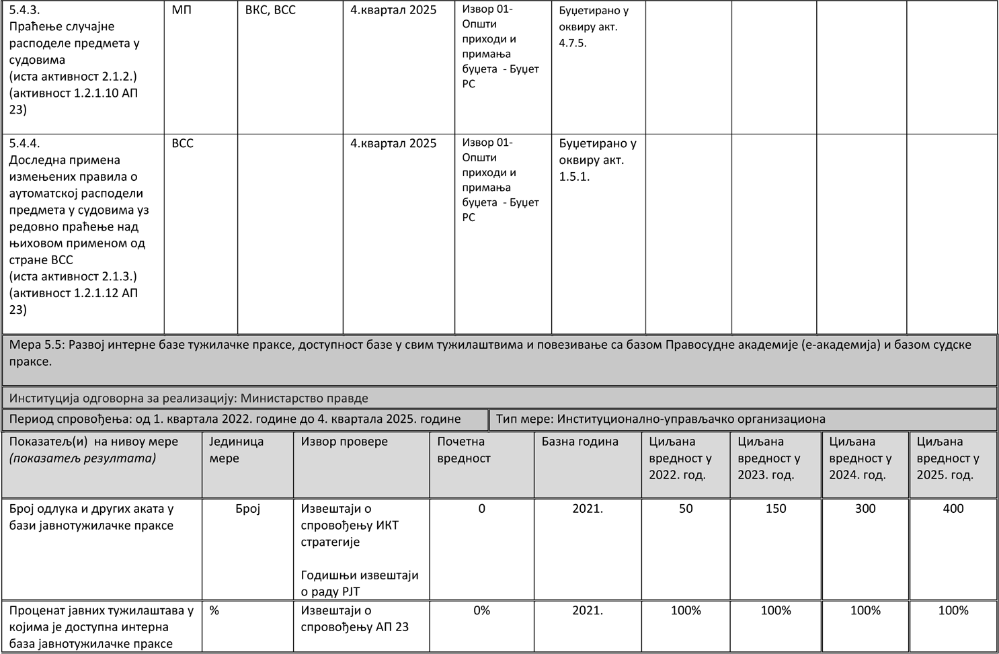 5.4.3.
Праћење случајне
расподеле предмета у
судовима
(иста активност 2.1.2.)
(активност 1.2.1.10 АП
23)
МП
ВКС, ВСС
4.квартал 2025
Извор 01-
Општи
приходи и
примања
буџета - Буџет
РС
Буџетирано у
оквиру акт.
4.7.5.
5.4.4.
Доследна примена
измењених правила о
аутоматској расподели
предмета у судовима уз
редовно праћење над
њиховом применом од
стране ВСС
(иста активност 2.1.3.)
(активност 1.2.1.12 АП
23)
ВСС
4.квартал 2025
Извор 01-
Општи
приходи и
примања
буџета - Буџет
РС
Буџетирано у
оквиру акт.
1.5.1.
Мера 5.5: Развој интерне базе тужилачке праксе, доступност базе у свим тужилаштвима и повезивање са базом Правосудне академије (е-академија) и базом судске
праксе.
Институција одговорна за реализацију: Министарство правде
Период спровођења: од 1. квартала 2022. године до 4. квартала 2025. године
Тип мере: Институционално-управљачко организациона
Показатељ(и) на нивоу мере
(показатељ резултата)
Јединица
мере
Извор провере
Почетна
вредност
Базна година
Циљана
вредност у
2022. год.
Циљана
вредност у
2023. год.
Циљана
вредност у
2024. год.
Циљана
вредност у
2025. год.
Број одлука и других аката у
бази јавнотужилачке праксе
Број
Извештаји о
спровођењу ИКТ
стратегије
Годишњи извештаји
о раду РЈТ
0
2021.
50
150
300
400
Проценат јавних тужилаштава у
којима је доступна интерна
база јавнотужилачке праксе
%
Извештаји о
спровођењу АП 23
0%
2021.
100%
100%
100%
100%